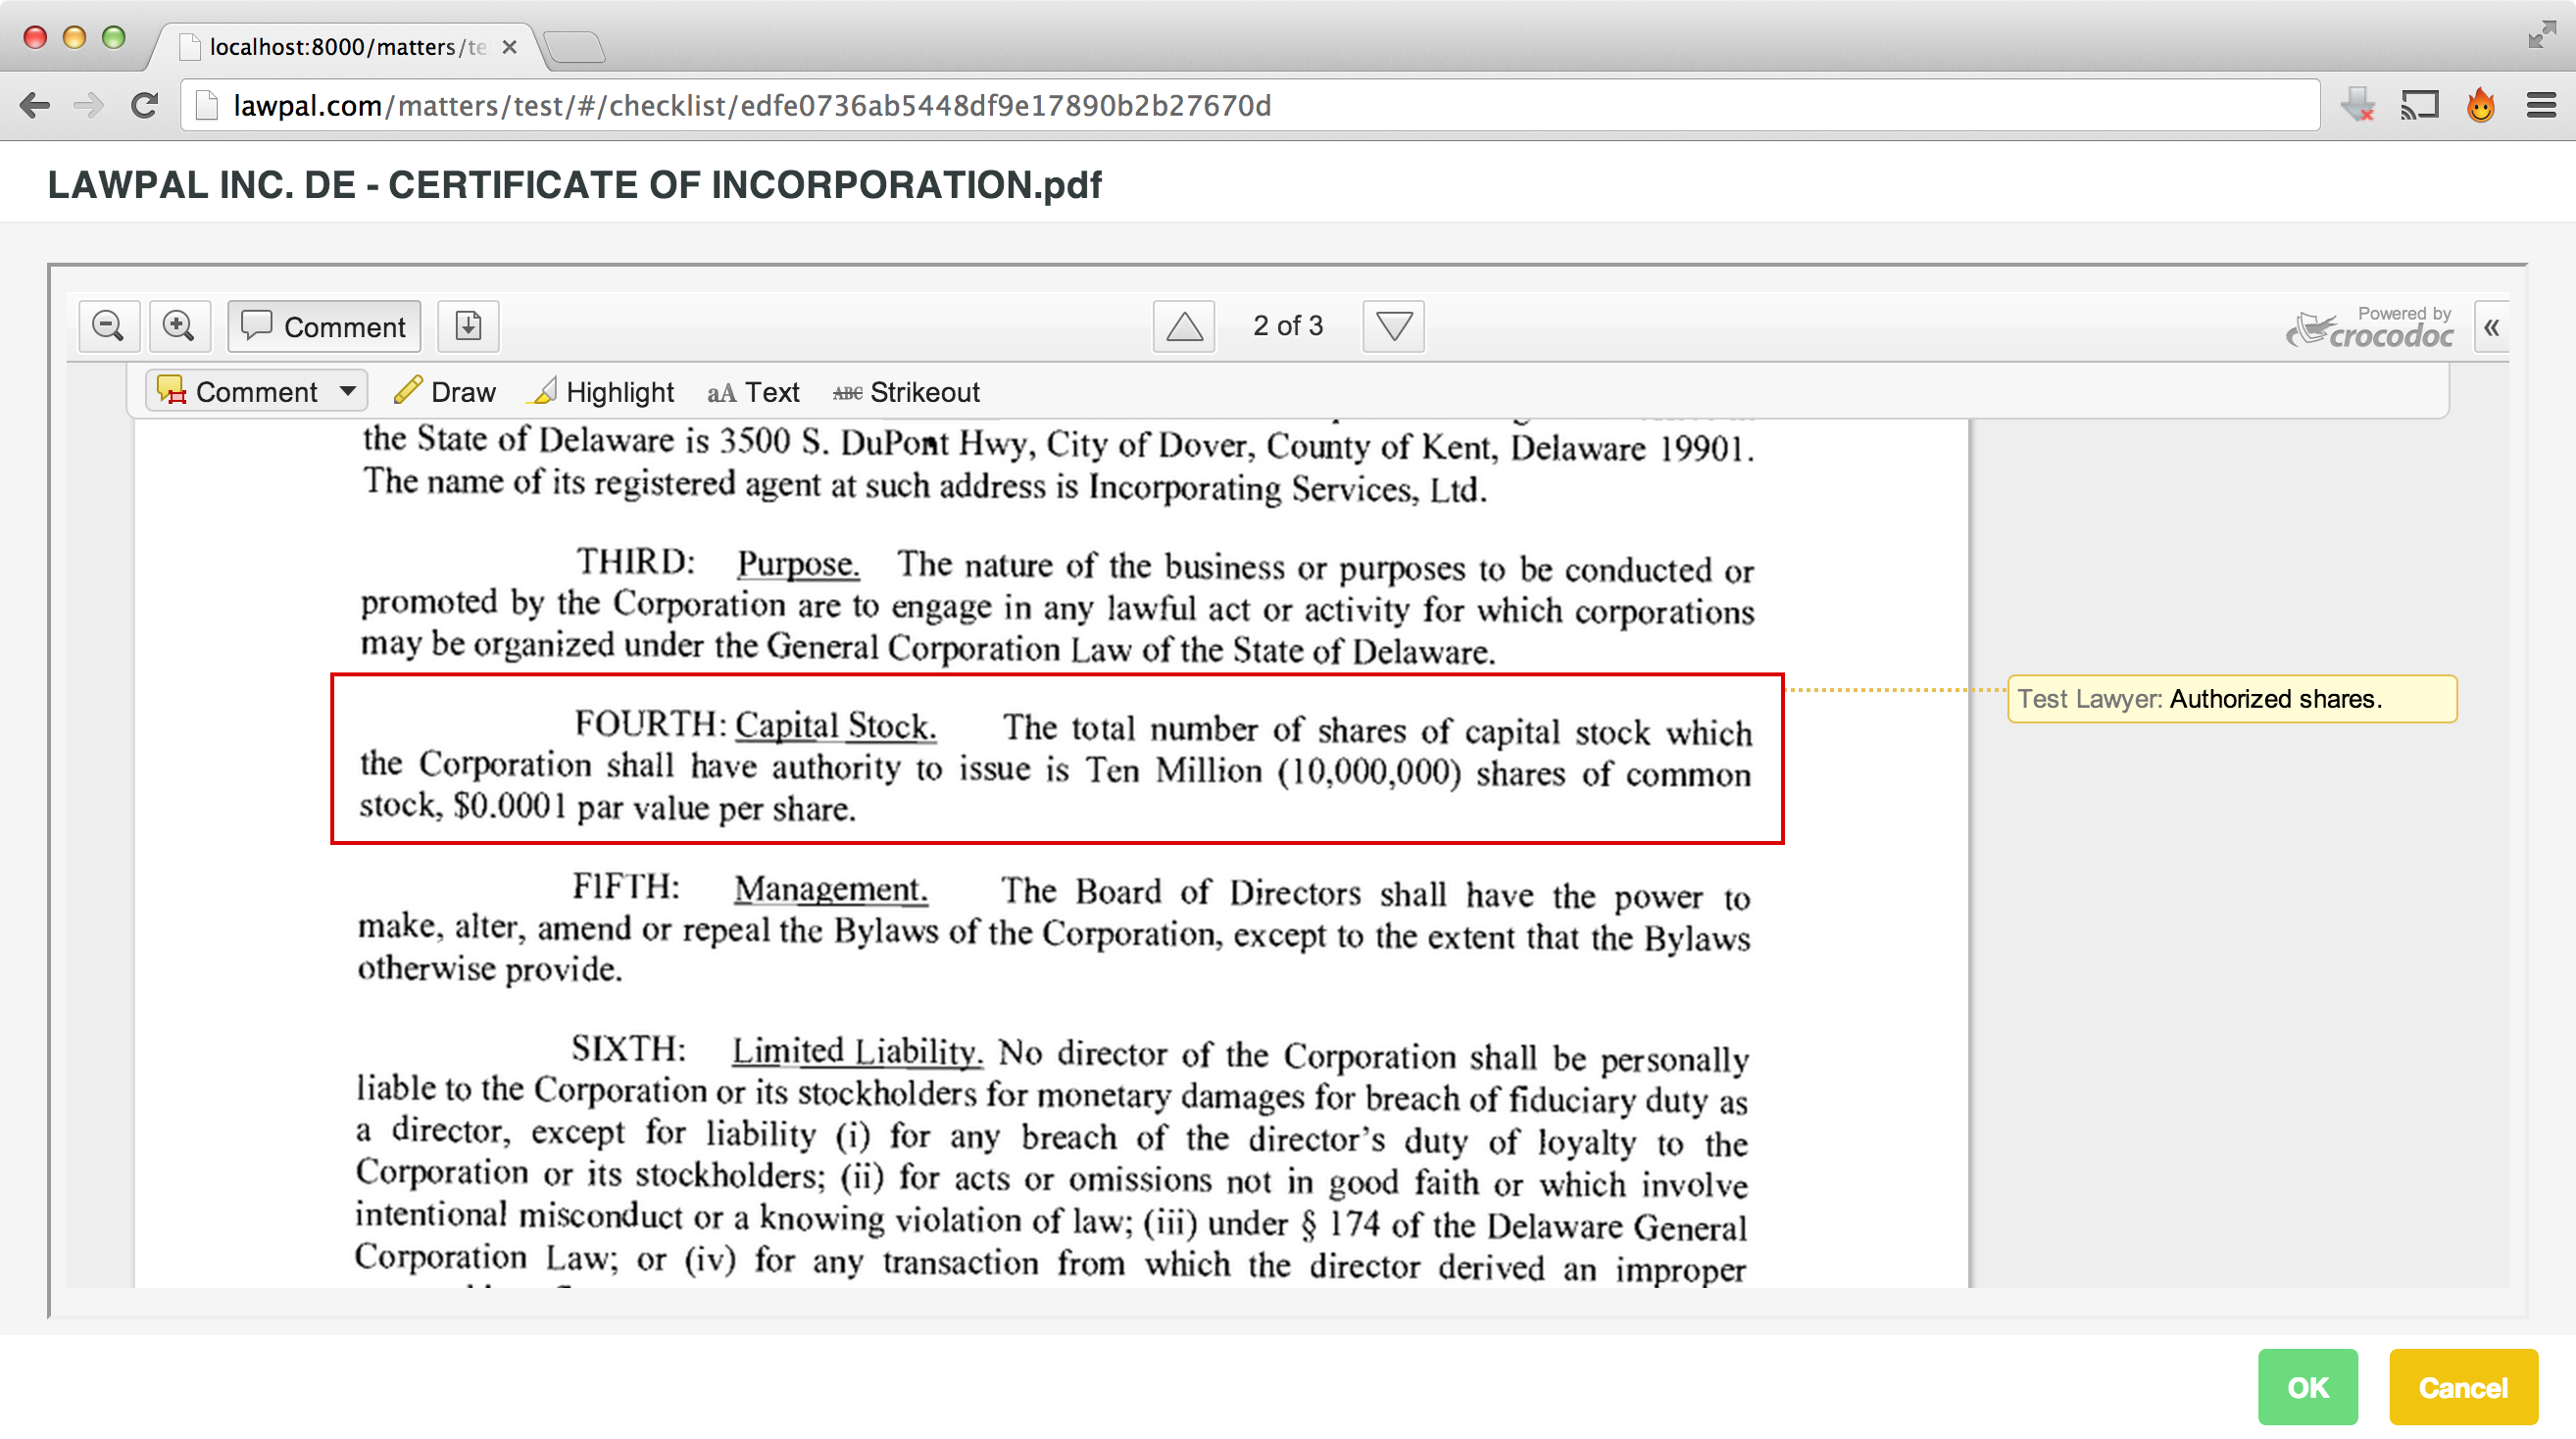 localhost:8000/matters/te
lawpal.com/matters/test/#/checklist/edfe0736ab5448df9e17890b2b27670d
LAWPAL INC. DE - CERTIFICATE OF INCORPORATION.pdf
Comment
2 of 3
Powered by
crocodoc
Comment
Draw
Highlight
aA Text
ABC Strikeout
the State of Delaware is 3500 S. DuPont Hwy, City of Dover, County of Kent, Delaware 19901.
The name of its registered agent at such address is Incorporating Services, Ltd.
THIRD: Purpose. The nature of the business or purposes to be conducted or
promoted by the Corporation are to engage in any lawful act or activity for which corporations
may be organized under the General Corporation Law of the State of Delaware.
FOURTH: Capital Stock. The total number of shares of capital stock which
the Corporation shall have authority to issue is Ten Million (10,000,000) shares of common
stock, $0.0001 par value per share.
Test Lawyer: Authorized shares.
FIFTH: Management. The Board of Directors shall have the power to
make, alter, amend or repeal the Bylaws of the Corporation, except to the extent that the Bylaws
otherwise provide.
SIXTH: Limited Liability. No director of the Corporation shall be personally
liable to the Corporation or its stockholders for monetary damages for breach of fiduciary duty as
a director, except for liability (i) for any breach of the director's duty of loyalty to the
Corporation or its stockholders; (ii) for acts or omissions not in good faith or which involve
intentional misconduct or a knowing violation of law; (iii) under § 174 of the Delaware General
Corporation Law; or (iv) for any transaction from which the director derived an improper
OK
Cancel